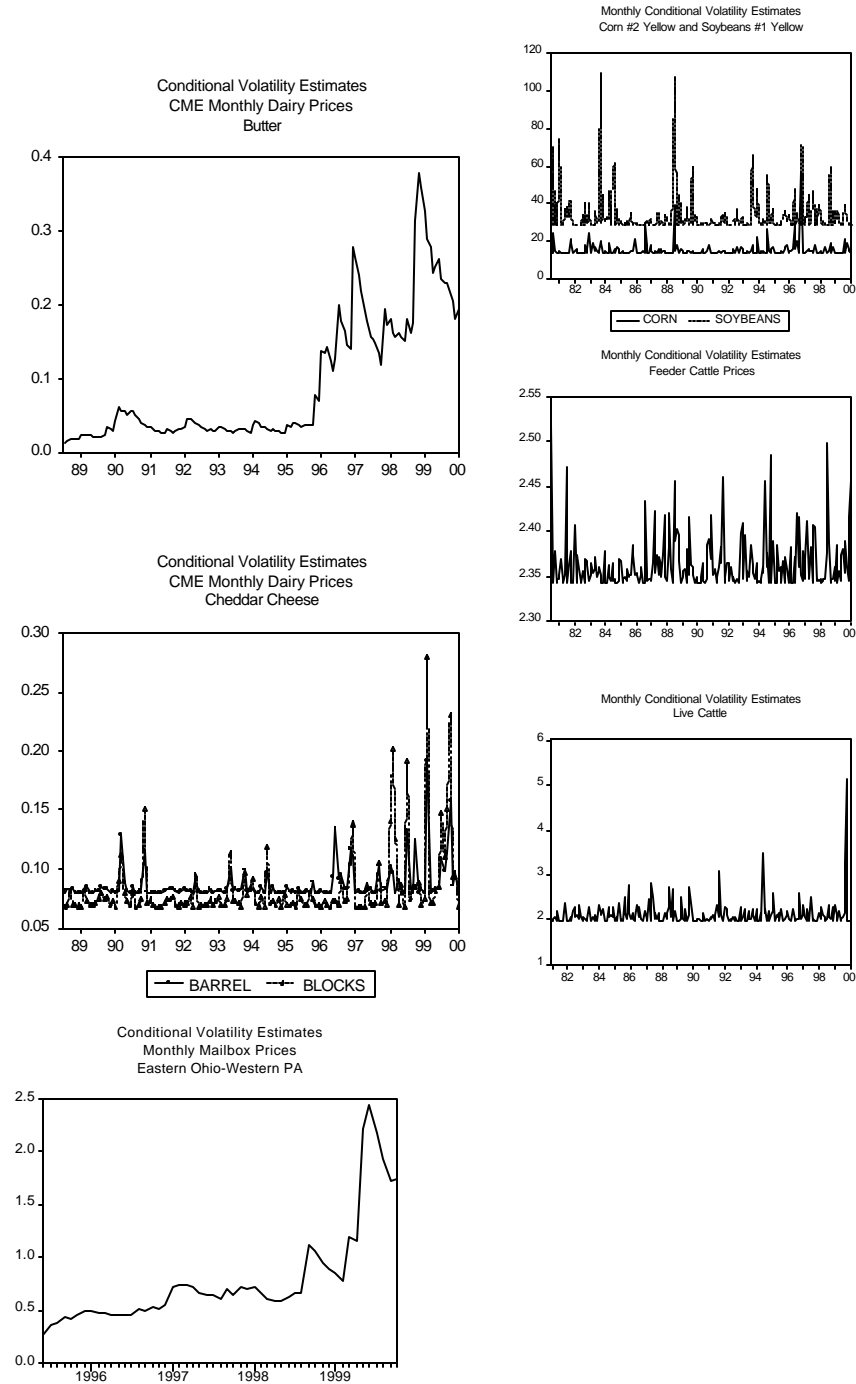 Conditional Volatility Estimates
CME Monthly Dairy Prices
Butter
0.4
0.3
0.2
0.1
0.0
89 90 91 92 93 94 95 96 97 98 99 00
Conditional Volatility Estimates
CME Monthly Dairy Prices
Cheddar Cheese
0.30
0.25
0.20
0.15
0.10
0.05
89 90 91 92 93 94 95 96 97 98 99 00
BARREL BLOCKS
Conditional Volatility Estimates
Monthly Mailbox Prices
Eastern Ohio-Western PA
2.5
2.0
1.5
1.0
0.5
0.0
1996 1997 1998 1999
Monthly Conditional Volatility Estimates
Corn #2 Yellow and Soybeans #1 Yellow
120
100
80
60
40
20
0
82 84 86 88 90 92 94 96 98 00
CORN SOYBEANS
Monthly Conditional Volatility Estimates
Feeder Cattle Prices
2.55
2.50
2.45
2.40
2.35
2.30
82 84 86 88 90 92 94 96 98 00
Monthly Conditional Volatility Estimates
Live Cattle
6
5
4
3
2
1
82 84 86 88 90 92 94 96 98 00